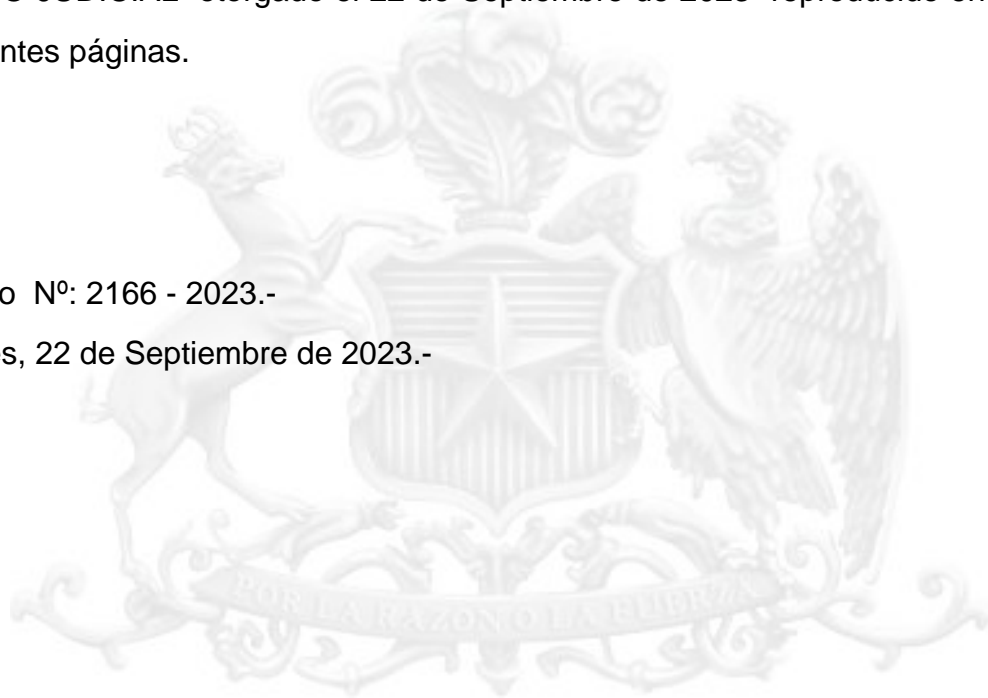 O JUDICIAL otorgado el 22 de Septiembre de 2023 reproducido en
ntes páginas.
o Nº: 2166 - 2023.-
s, 22 de Septiembre de 2023.-
POR LA RAZON O LA FUERZA